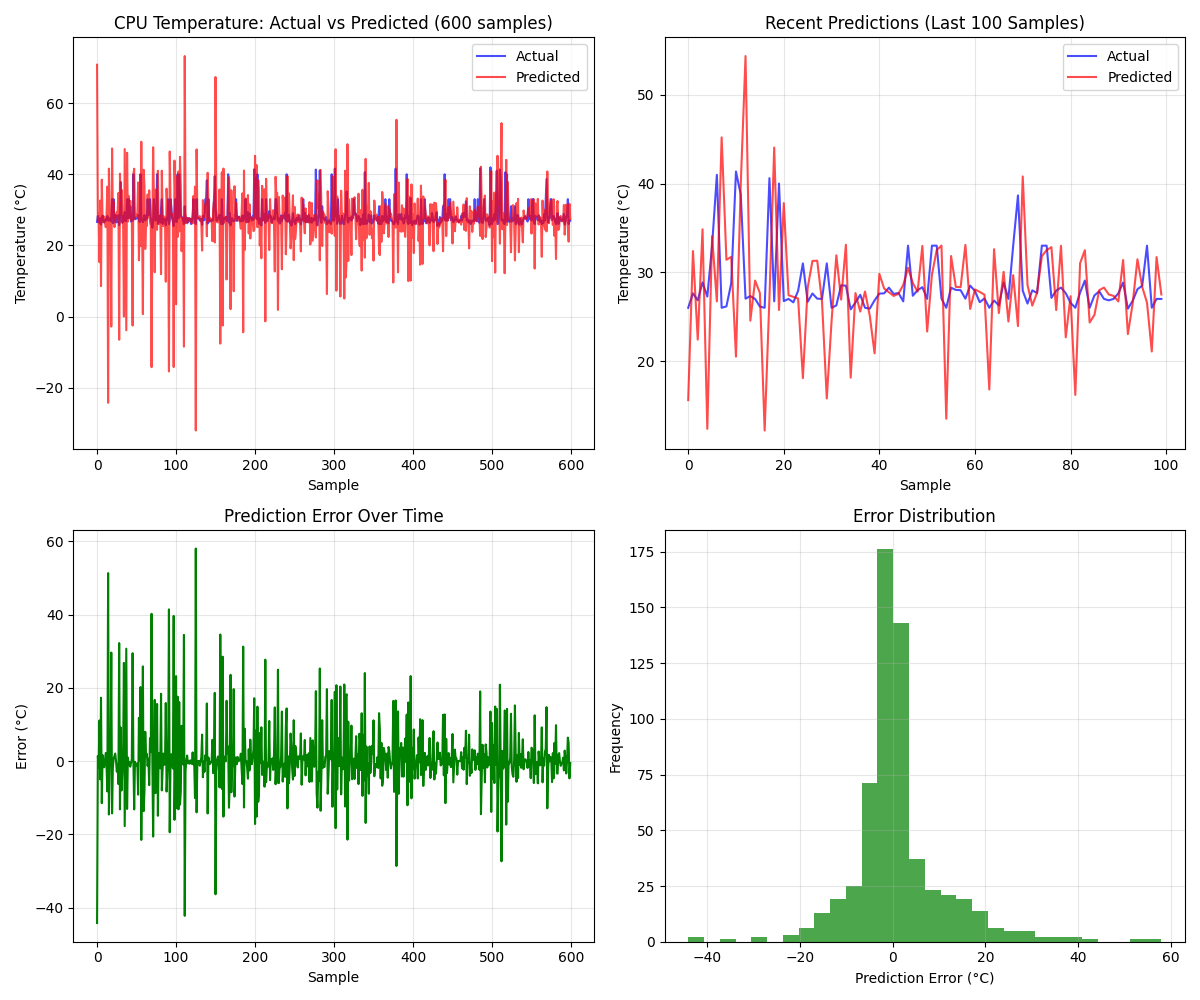 CPU Temperature: Actual vs Predicted (600 samples)
Temperature (°C)
60
40
20
0
−20
Actual
Predicted
0 100 200 300 400 500 600
Sample
Recent Predictions (Last 100 Samples)
Temperature (°C)
50
40
30
20
Actual
Predicted
0 20 40 60 80 100
Sample
Prediction Error Over Time
Error (°C)
60
40
20
0
−20
−40
0 100 200 300 400 500 600
Sample
Error Distribution
Frequency
175
150
125
100
75
50
25
0
−40 −20 0 20 40 60
Prediction Error (°C)